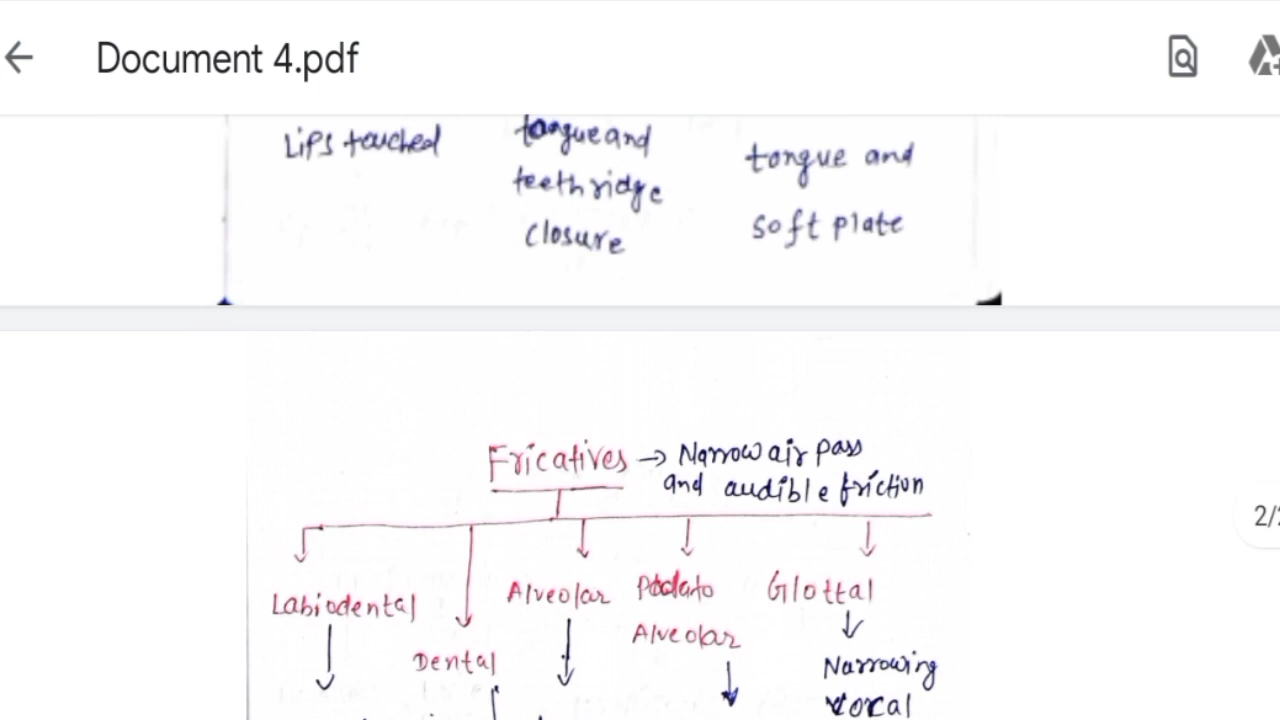 Document 4.pdf
Lips touched
tongue and
teeth ridge
closure
tongue and
soft plate
Fricatives → Narrow air pass
and audible friction
2/
Labiodental
Dental
Alveolar
Palato
Alveolar
Glottal
Narrowing
vocal